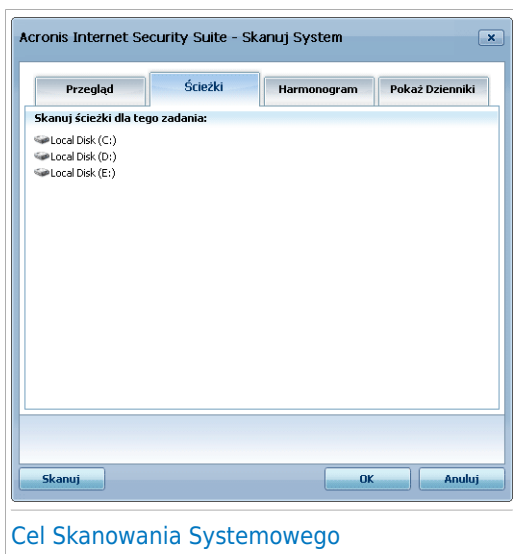 Acronis Internet Security Suite - Skanuj System
Przegląd Ścieżki Harmonogram Pokaż Dzienniki
Skanuj ścieżki dla tego zadania:
Local Disk (C:)
Local Disk (D:)
Local Disk (E:)
Skanuj OK Anuluj
Cel Skanowania Systemowego